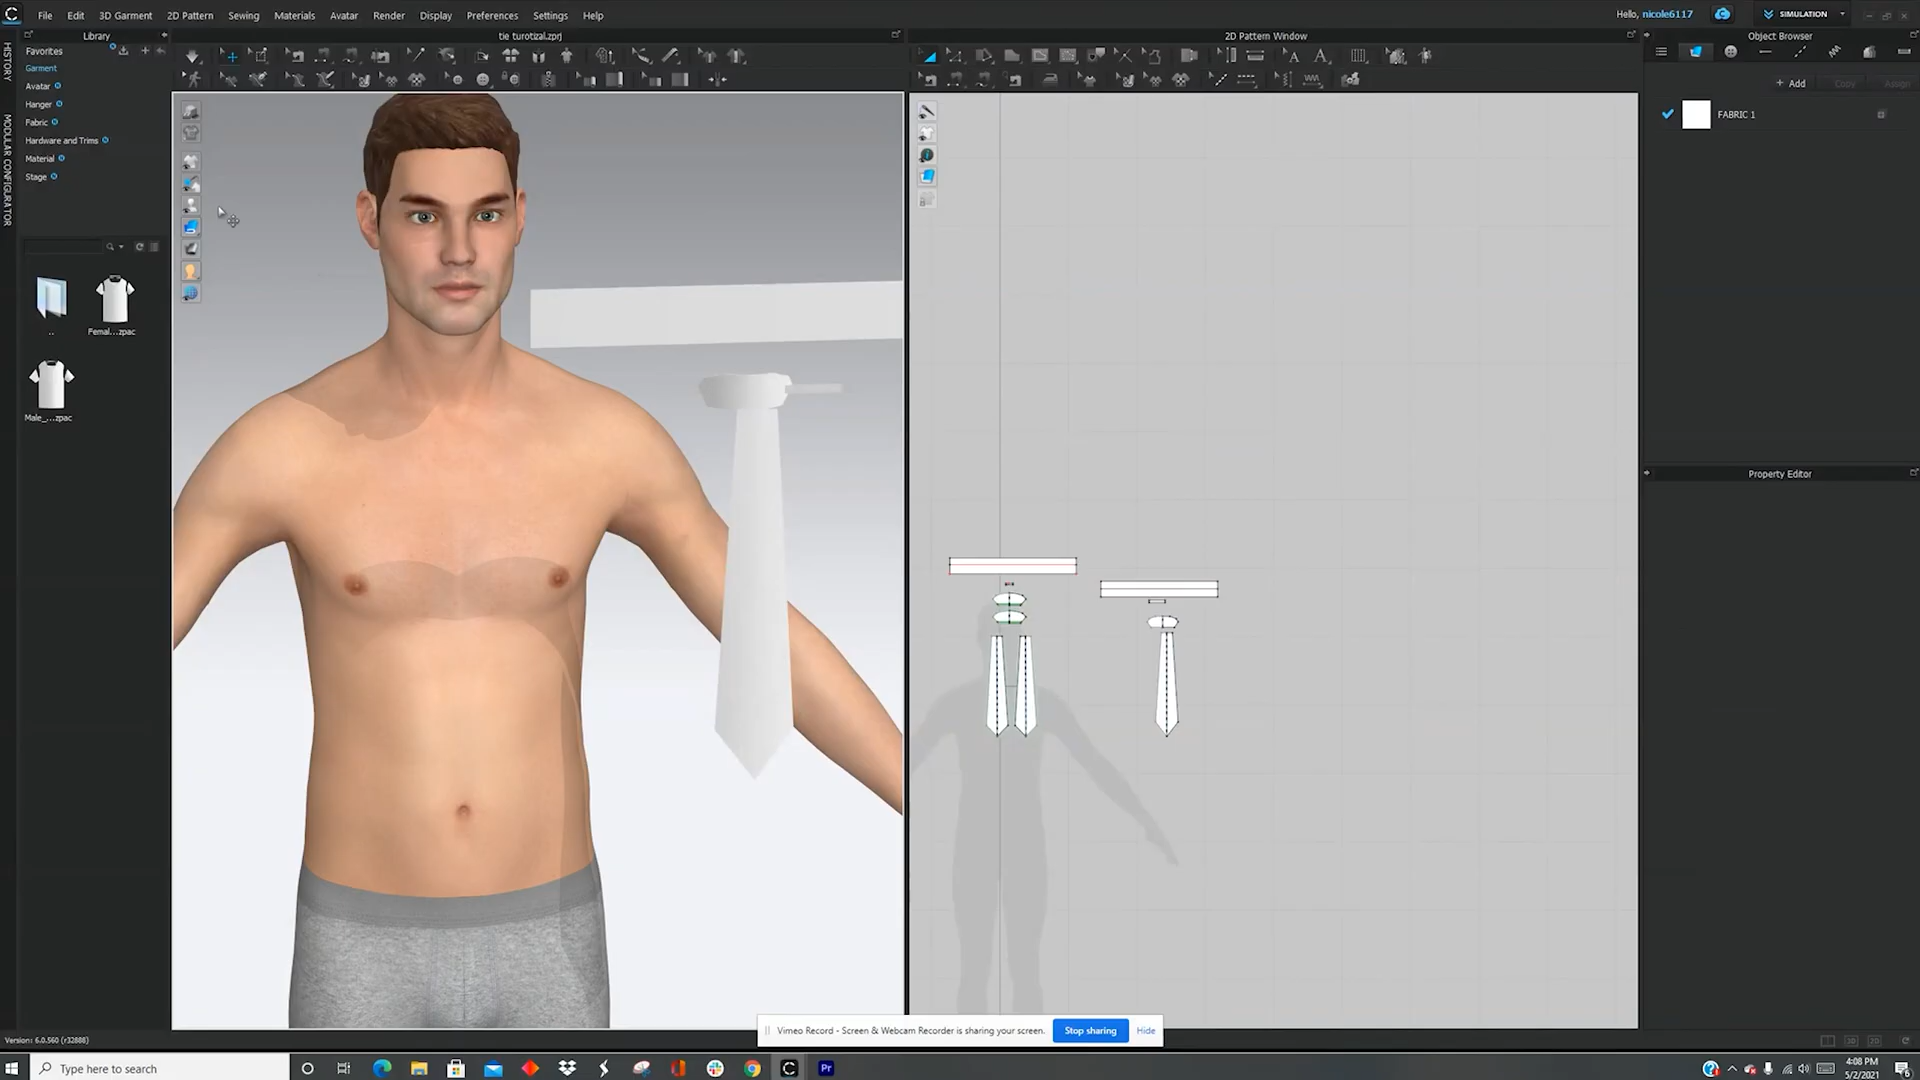 File Edit 3D Garment 2D Pattern Sewing Materials Avatar Render Display Preferences Settings Help
Hello, nicole6117
SIMULATION
Library
tie turotizal.zprj
2D Pattern Window
Object Browser
HISTORY
MODULAR CONFIGURATOR
Favorites
Garment
Avatar
Hanger
Fabric
Hardware and Trims
Material
Stage
+ Add Copy Assign
FABRIC 1
..
Femal...zpac
Male_...zpac
Property Editor
Vimeo Record - Screen & Webcam Recorder is sharing your screen. Stop sharing Hide
Version: 6.0.560 (r32888)
Type here to search
4:08 PM
5/2/2021